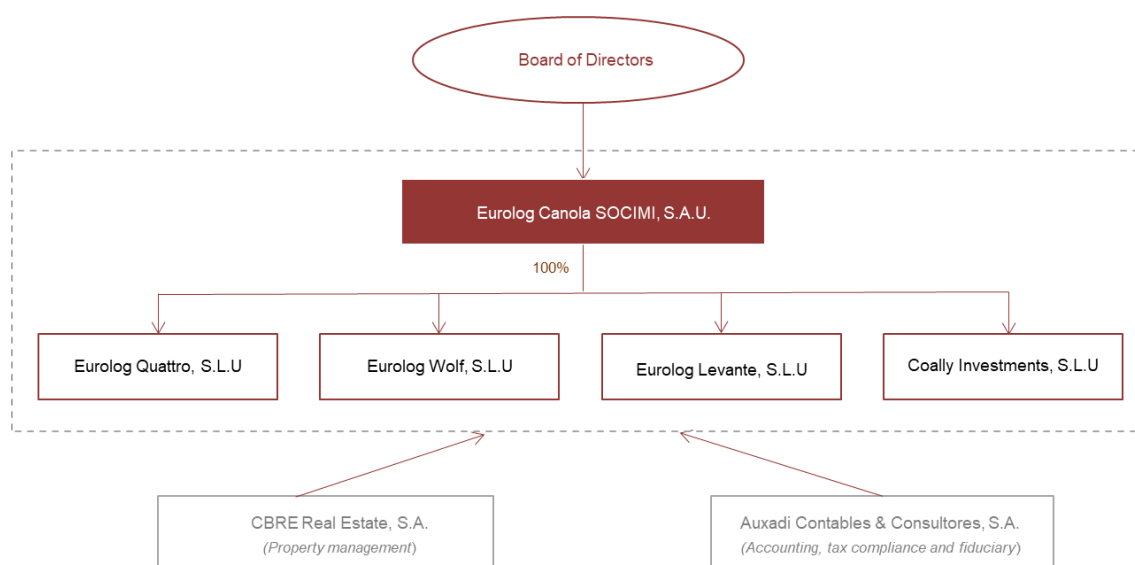 Board of Directors
Eurolog Canola SOCIMI, S.A.U.
100%
Eurolog Quattro, S.L.U
Eurolog Wolf, S.L.U
Eurolog Levante, S.L.U
Coally Investments, S.L.U
CBRE Real Estate, S.A.
(Property management)
Auxadi Contables & Consultores, S.A.
(Accounting, tax compliance and fiduciary)